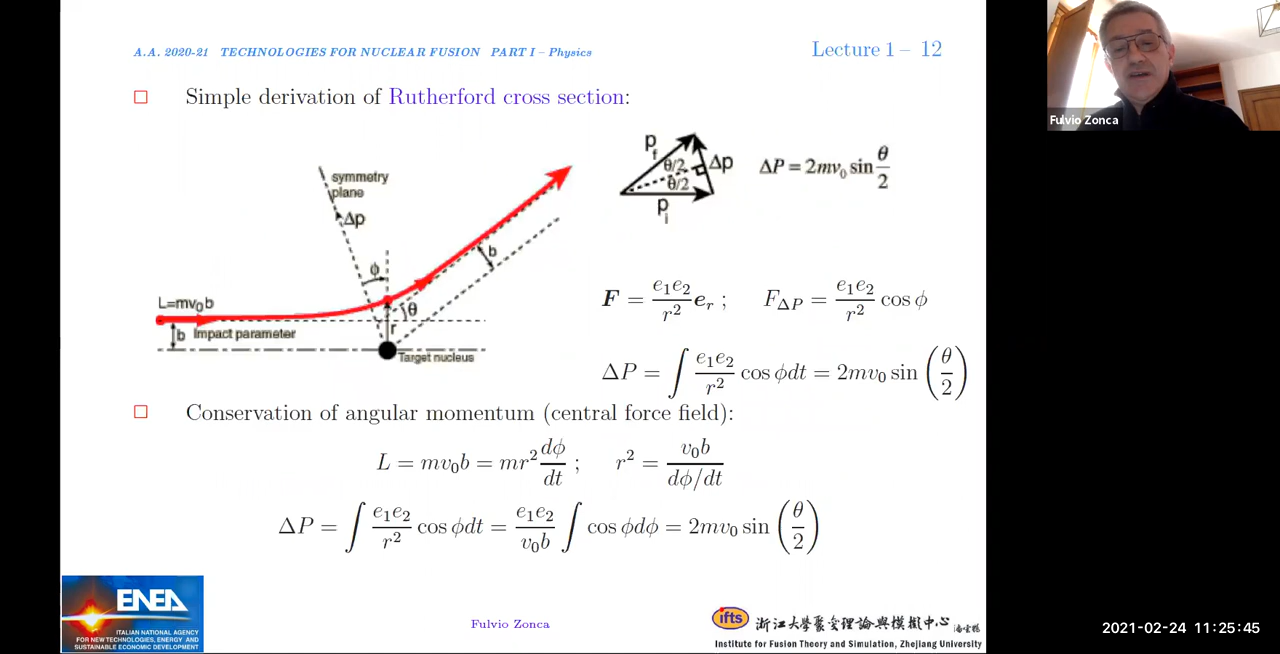 A.A. 2020-21 TECHNOLOGIES FOR NUCLEAR FUSION PART I – Physics
Lecture 1 – 12
Fulvio Zonca
Simple derivation of Rutherford cross section:
symmetry
plane
Δp
ϕ
b
L=mv₀b
θ
r
b Impact parameter
Target nucleus
p_f
θ/2
θ/2
Δp
p_i
ΔP = 2mv₀ sin θ/2
F = e₁e₂/r² e_r ; F_ΔP = e₁e₂/r² cos ϕ
ΔP = ∫ e₁e₂/r² cos ϕdt = 2mv₀ sin (θ/2)
Conservation of angular momentum (central force field):
L = mv₀b = mr² dϕ/dt ; r² = v₀b/dϕ/dt
ΔP = ∫ e₁e₂/r² cos ϕdt = e₁e₂/v₀b ∫ cos ϕdϕ = 2mv₀ sin (θ/2)
ENEA
ITALIAN NATIONAL AGENCY
FOR NEW TECHNOLOGIES, ENERGY AND
SUSTAINABLE ECONOMIC DEVELOPMENT
Fulvio Zonca
ifts
浙江大學聚变理論與模擬中心
Institute for Fusion Theory and Simulation, Zhejiang University
2021-02-24 11:25:45